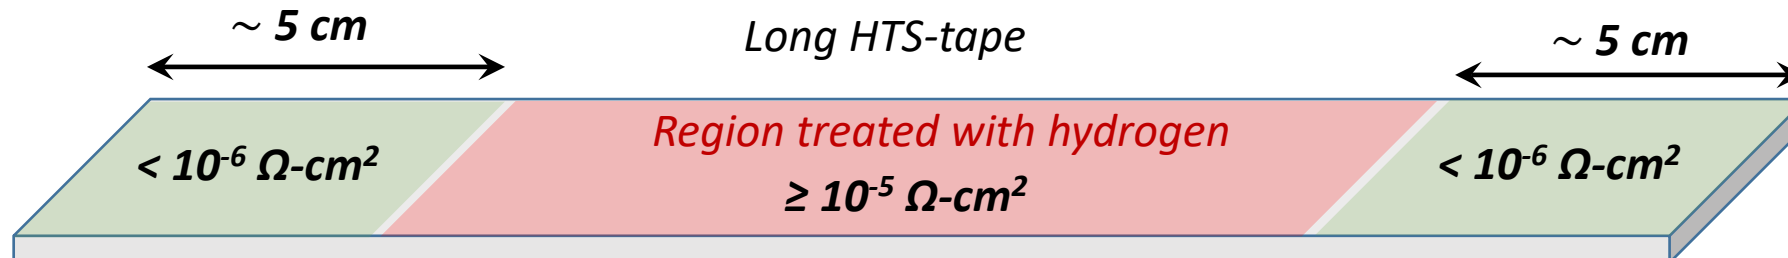 ~ 5 cm
Long HTS-tape
~ 5 cm
< 10⁻⁶ Ω-cm²
Region treated with hydrogen
≥ 10⁻⁵ Ω-cm²
< 10⁻⁶ Ω-cm²